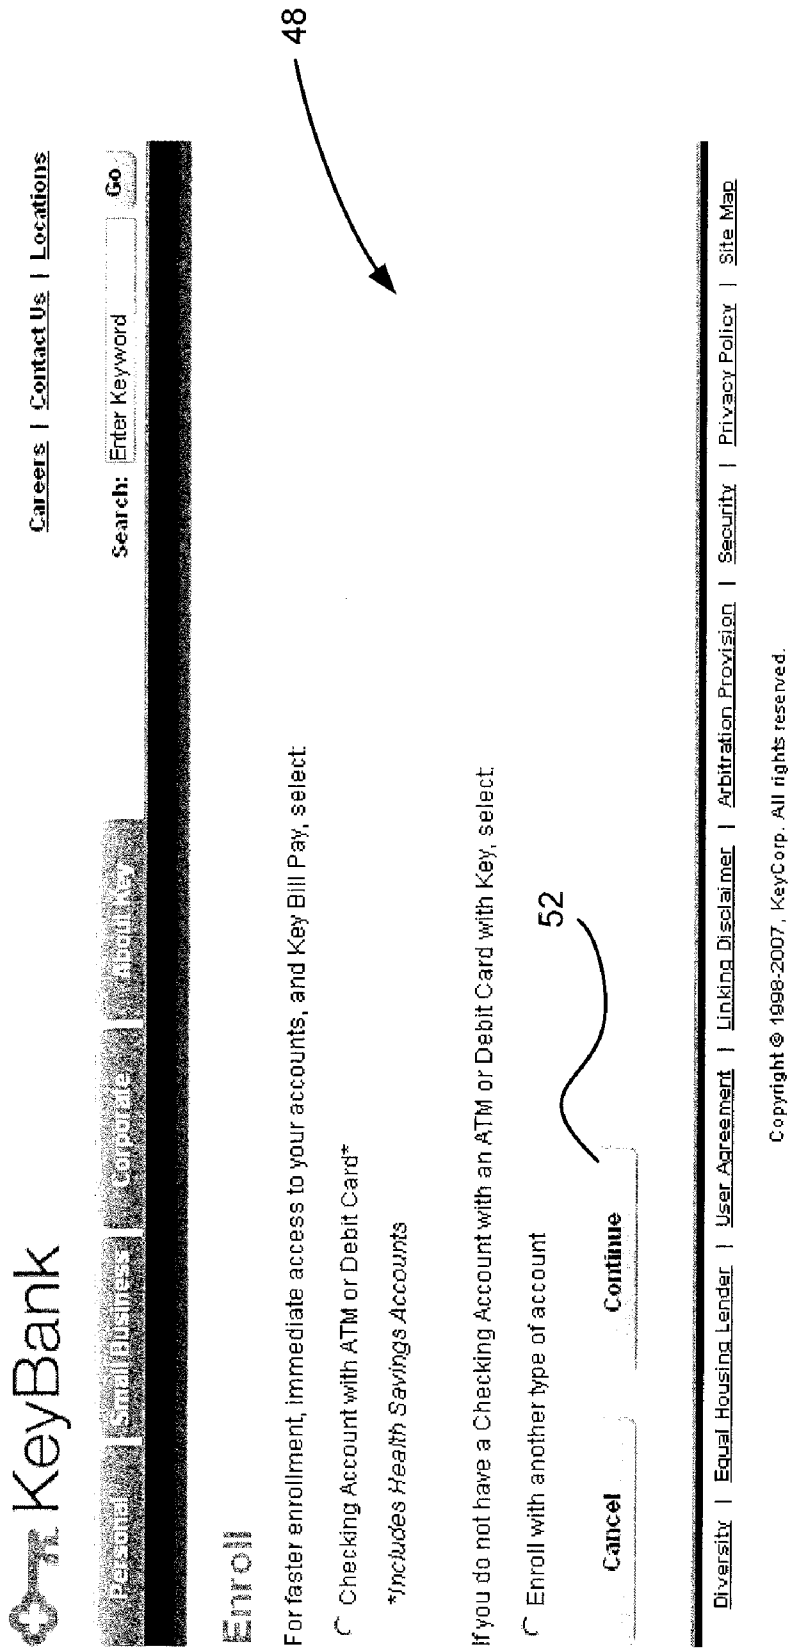 KeyBank
Careers | Contact Us | Locations
Personal | Small Business | Corporate | About Key
Search: Enter Keyword Go
48
Enroll
For faster enrollment, immediate access to your accounts, and Key Bill Pay, select:
Checking Account with ATM or Debit Card*
*Includes Health Savings Accounts
If you do not have a Checking Account with an ATM or Debit Card with Key, select:
Enroll with another type of account
52
Cancel Continue
Diversity | Equal Housing Lender | User Agreement | Linking Disclaimer | Arbitration Provision | Security | Privacy Policy | Site Map
Copyright © 1998-2007, KeyCorp. All rights reserved.